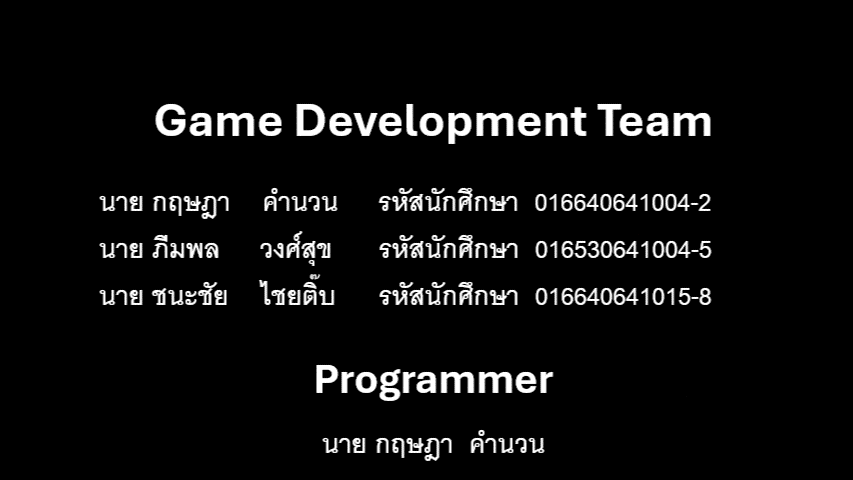 Game Development Team
นาย กฤษฎา คำนวน รหัสนักศึกษา 016640641004-2
นาย ภีมพล วงศ์สุข รหัสนักศึกษา 016530641004-5
นาย ชนะชัย ไชยติ๊บ รหัสนักศึกษา 016640641015-8
Programmer
นาย กฤษฎา คำนวน